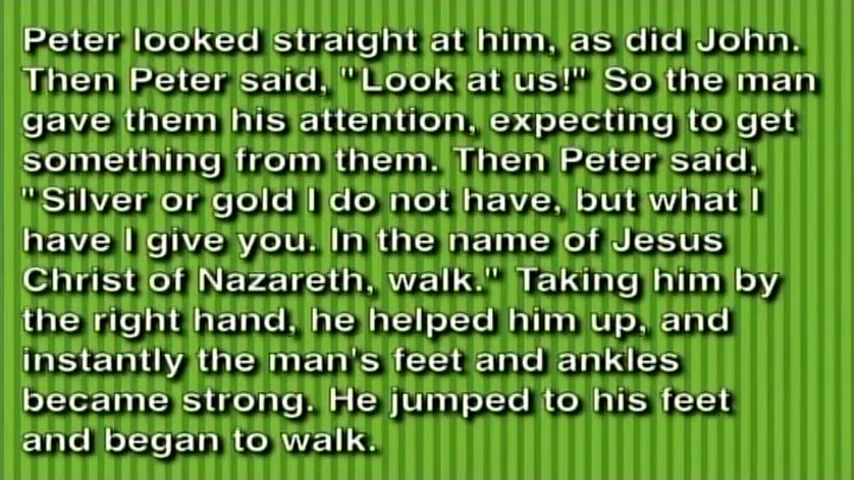 Peter looked straight at him, as did John.
Then Peter said, "Look at us!" So the man
gave them his attention, expecting to get
something from them. Then Peter said,
"Silver or gold I do not have, but what I
have I give you. In the name of Jesus
Christ of Nazareth, walk." Taking him by
the right hand, he helped him up, and
instantly the man's feet and ankles
became strong. He jumped to his feet
and began to walk.